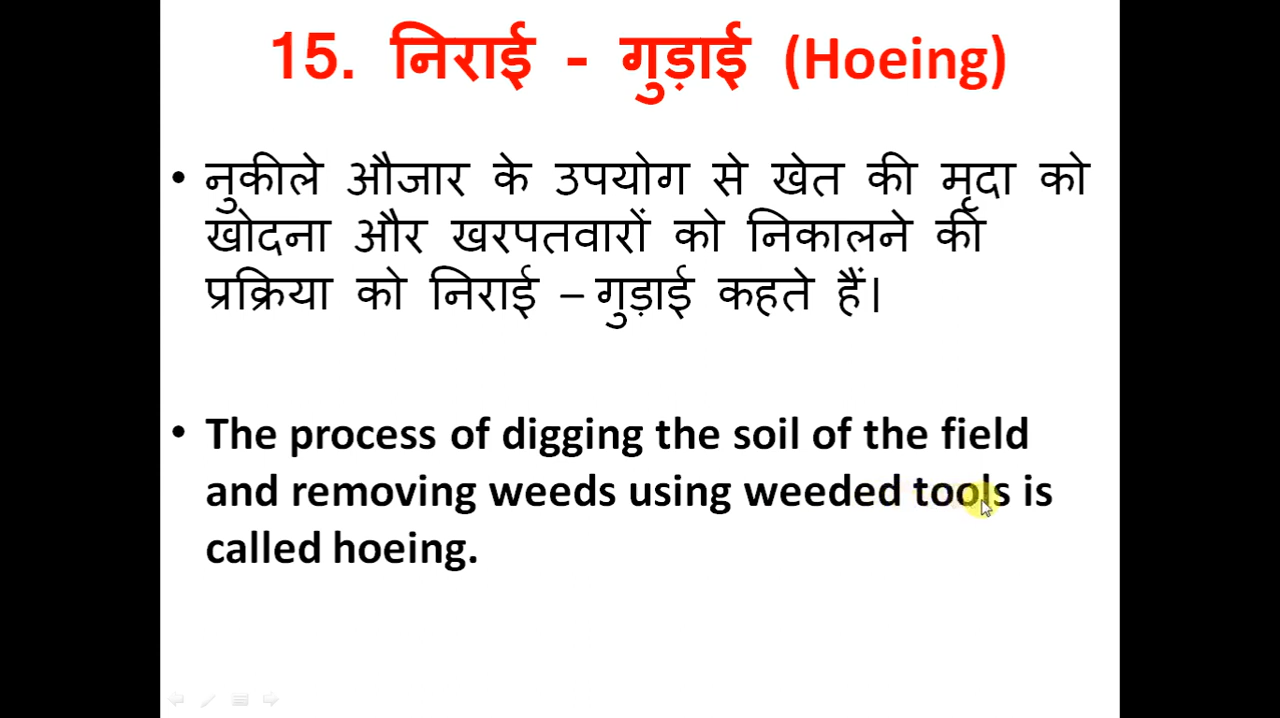 15. निराई - गुड़ाई (Hoeing)
• नुकीले औजार के उपयोग से खेत की मृदा को
खोदना और खरपतवारों को निकालने की
प्रक्रिया को निराई – गुड़ाई कहते हैं।
• The process of digging the soil of the field
and removing weeds using weeded tools is
called hoeing.